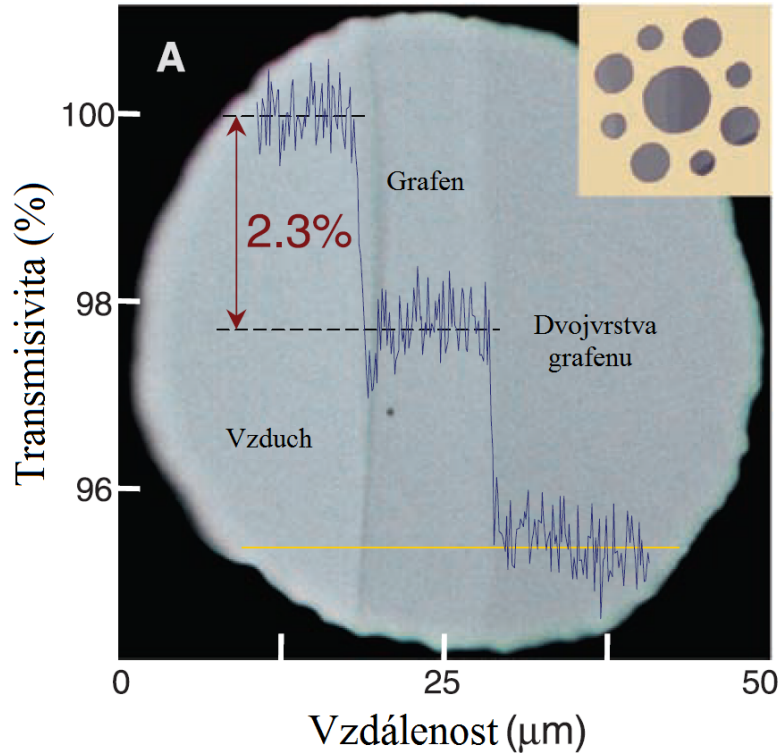 A
100
98
96
Transmisivita (%)
2.3%
Grafen
Dvojvrstva
grafenu
Vzduch
0
25
50
Vzdálenost (μm)